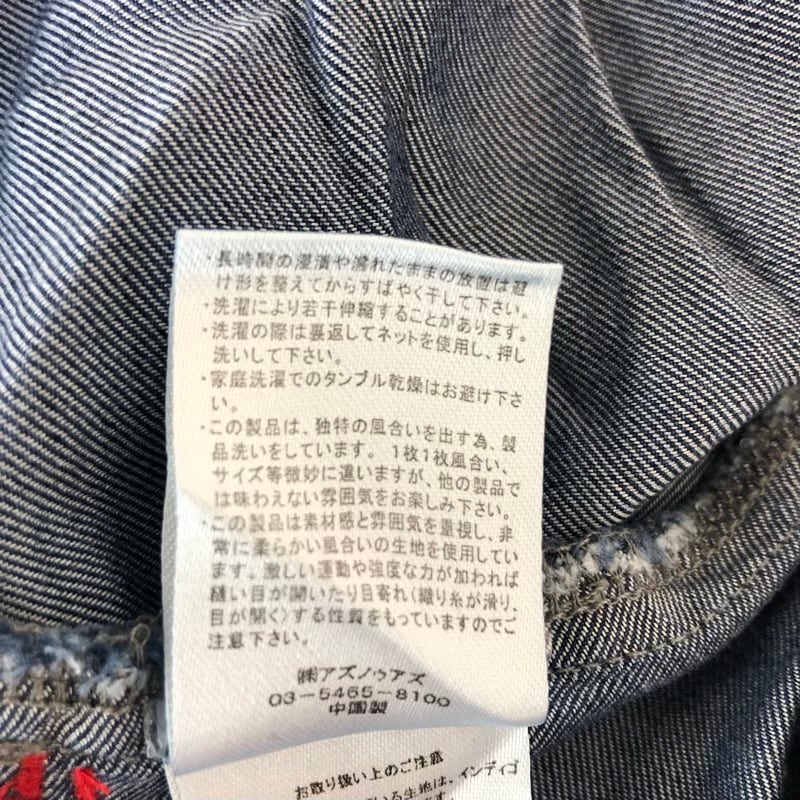 ・長時間の浸漬や濡れたままの放置は避
け形を整えてからすばやく干して下さい。
・洗濯により若干伸縮することがあります。
・洗濯の際は裏返してネットを使用し、押し
洗いして下さい。
・家庭洗濯でのタンブル乾燥はお避け下さ
い。
・この製品は、独特の風合いを出す為、製
品洗いをしています。 1枚1枚風合い、
サイズ等微妙に違いますが、他の製品で
は味わえない雰囲気をお楽しみ下さい。
・この製品は素材感と雰囲気を重視し、非
常に柔らかい風合いの生地を使用してい
ます。激しい運動や強度な力が加われば
縫い目が開いたり目寄れ(織り糸が滑り、
目が開く)する性質をもっていますのでご
注意下さい。
㈱アズノゥアズ
03-5465-8100
中国製
お取り扱い上のご注意
いる生地は、インディゴ